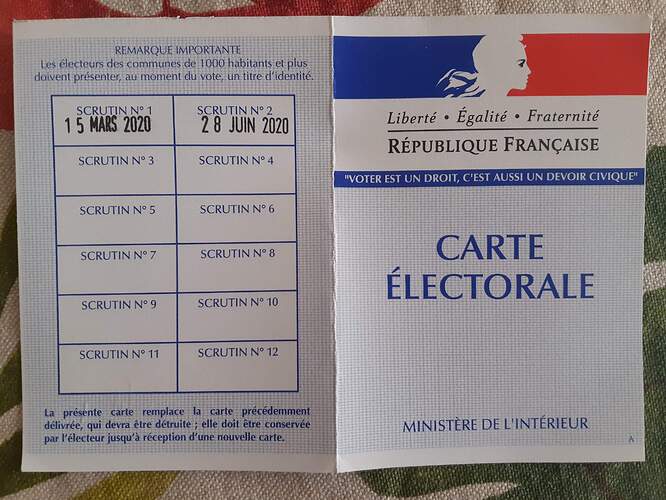 REMARQUE IMPORTANTE
Les électeurs des communes de 1000 habitants et plus
doivent présenter, au moment du vote, un titre d'identité.
SCRUTIN N° 1
15 MARS 2020
SCRUTIN N° 2
28 JUIN 2020
SCRUTIN N° 3
SCRUTIN N° 4
SCRUTIN N° 5
SCRUTIN N° 6
SCRUTIN N° 7
SCRUTIN N° 8
SCRUTIN N° 9
SCRUTIN N° 10
SCRUTIN N° 11
SCRUTIN N° 12
La présente carte remplace la carte précédemment
délivrée, qui devra être détruite ; elle doit être conservée
par l'électeur jusqu'à réception d'une nouvelle carte.
Liberté • Égalité • Fraternité
RÉPUBLIQUE FRANÇAISE
"VOTER EST UN DROIT, C'EST AUSSI UN DEVOIR CIVIQUE"
CARTE
ÉLECTORALE
MINISTÈRE DE L'INTÉRIEUR
A